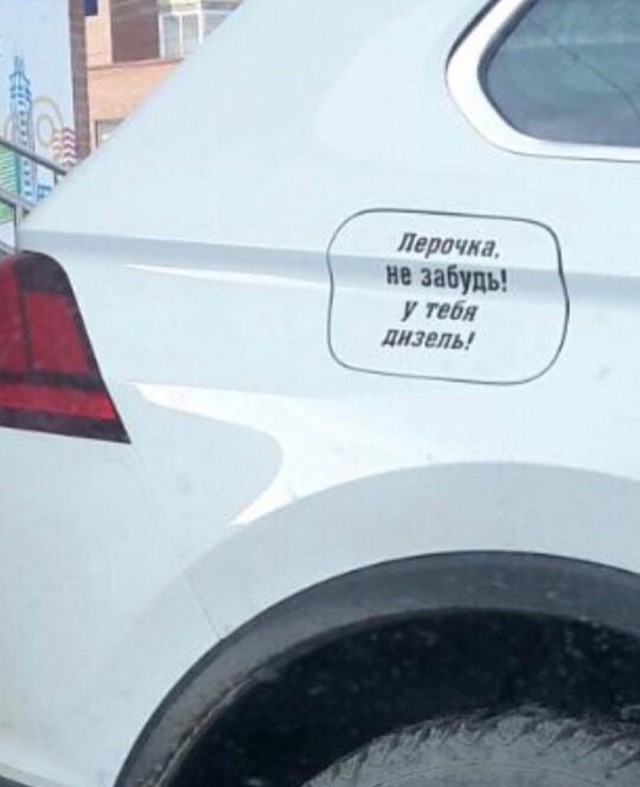 Лерочка,
не забудь!
у тебя
дизель!